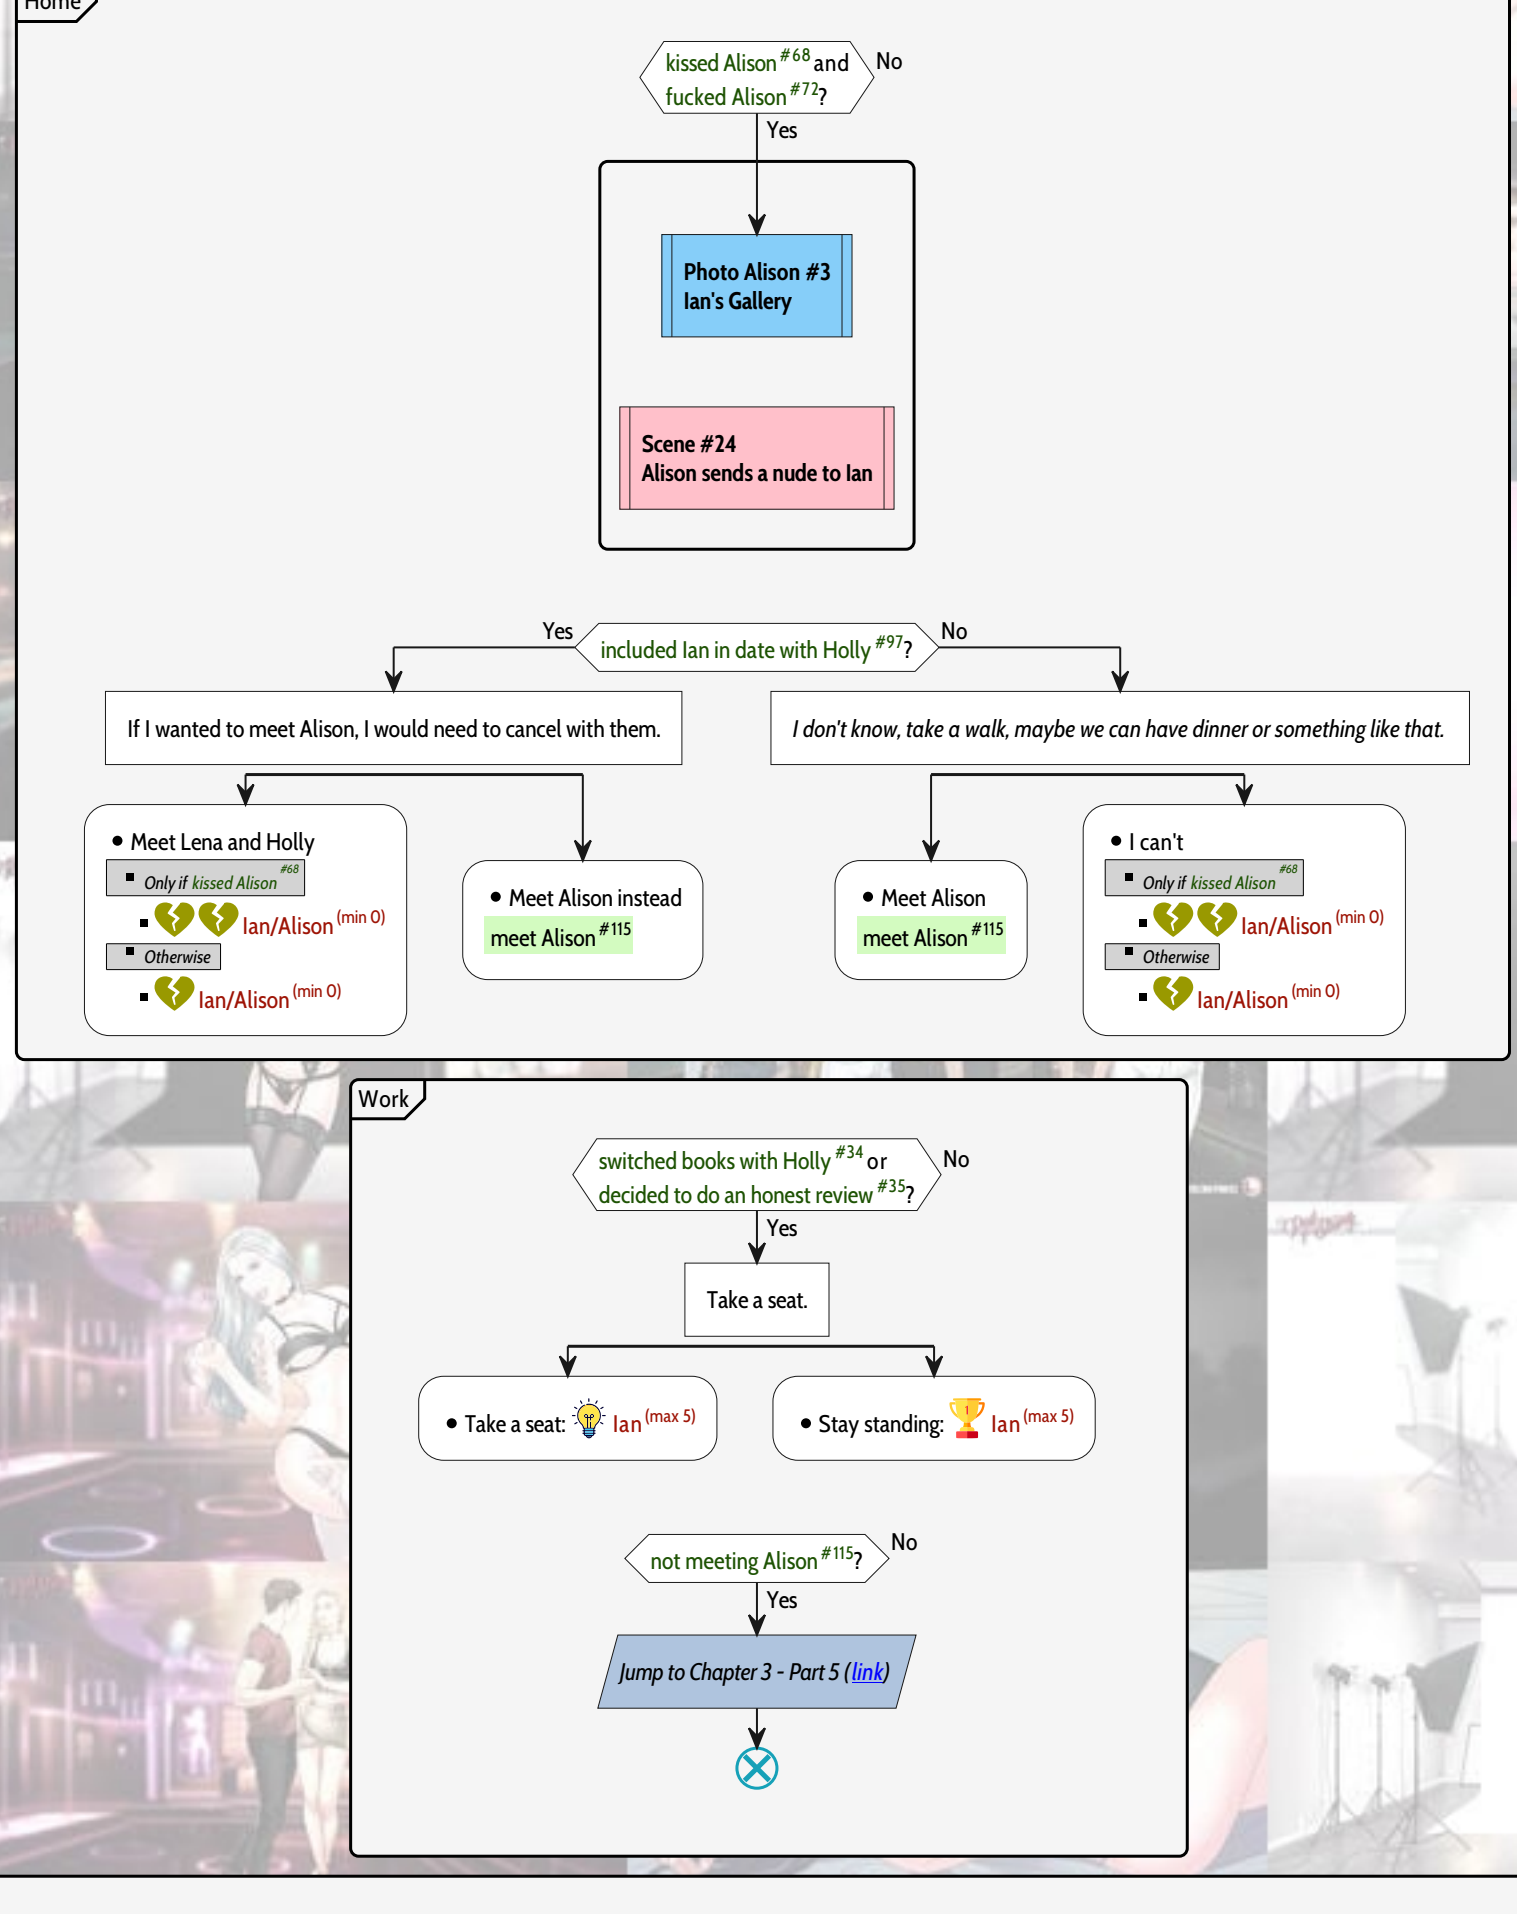 Home
kissed Alison #68 and
fucked Alison #72?
No
Yes
Photo Alison #3
Ian's Gallery
Scene #24
Alison sends a nude to Ian
Yes
included Ian in date with Holly #97?
No
If I wanted to meet Alison, I would need to cancel with them.
I don't know, take a walk, maybe we can have dinner or something like that.
Meet Lena and Holly
Only if kissed Alison #68
Ian/Alison (min 0)
Otherwise
Ian/Alison (min 0)
Meet Alison instead
meet Alison #115
Meet Alison
meet Alison #115
I can't
Only if kissed Alison #68
Ian/Alison (min 0)
Otherwise
Ian/Alison (min 0)
Work
switched books with Holly #34 or
decided to do an honest review #35?
No
Yes
Take a seat.
Take a seat: Ian (max 5)
Stay standing: 1 Ian (max 5)
not meeting Alison #115?
No
Yes
Jump to Chapter 3 - Part 5 (link)